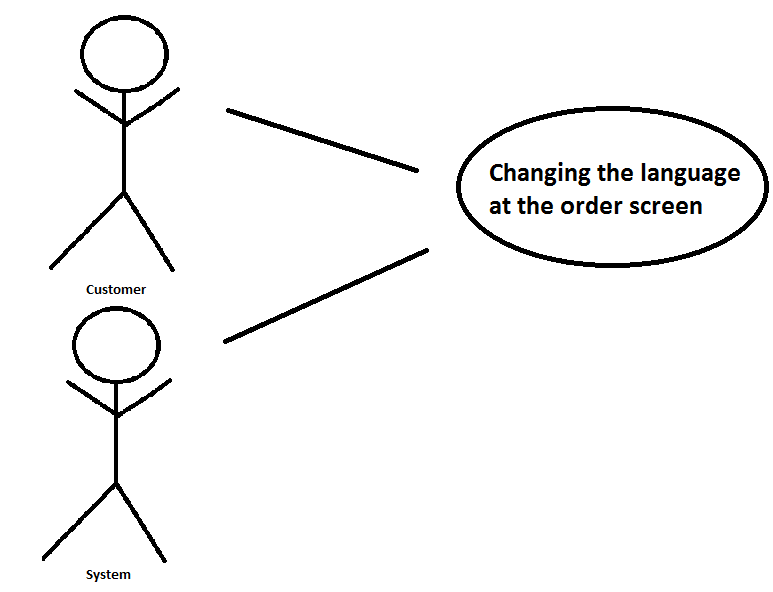 Changing the language
at the order screen
Customer
System